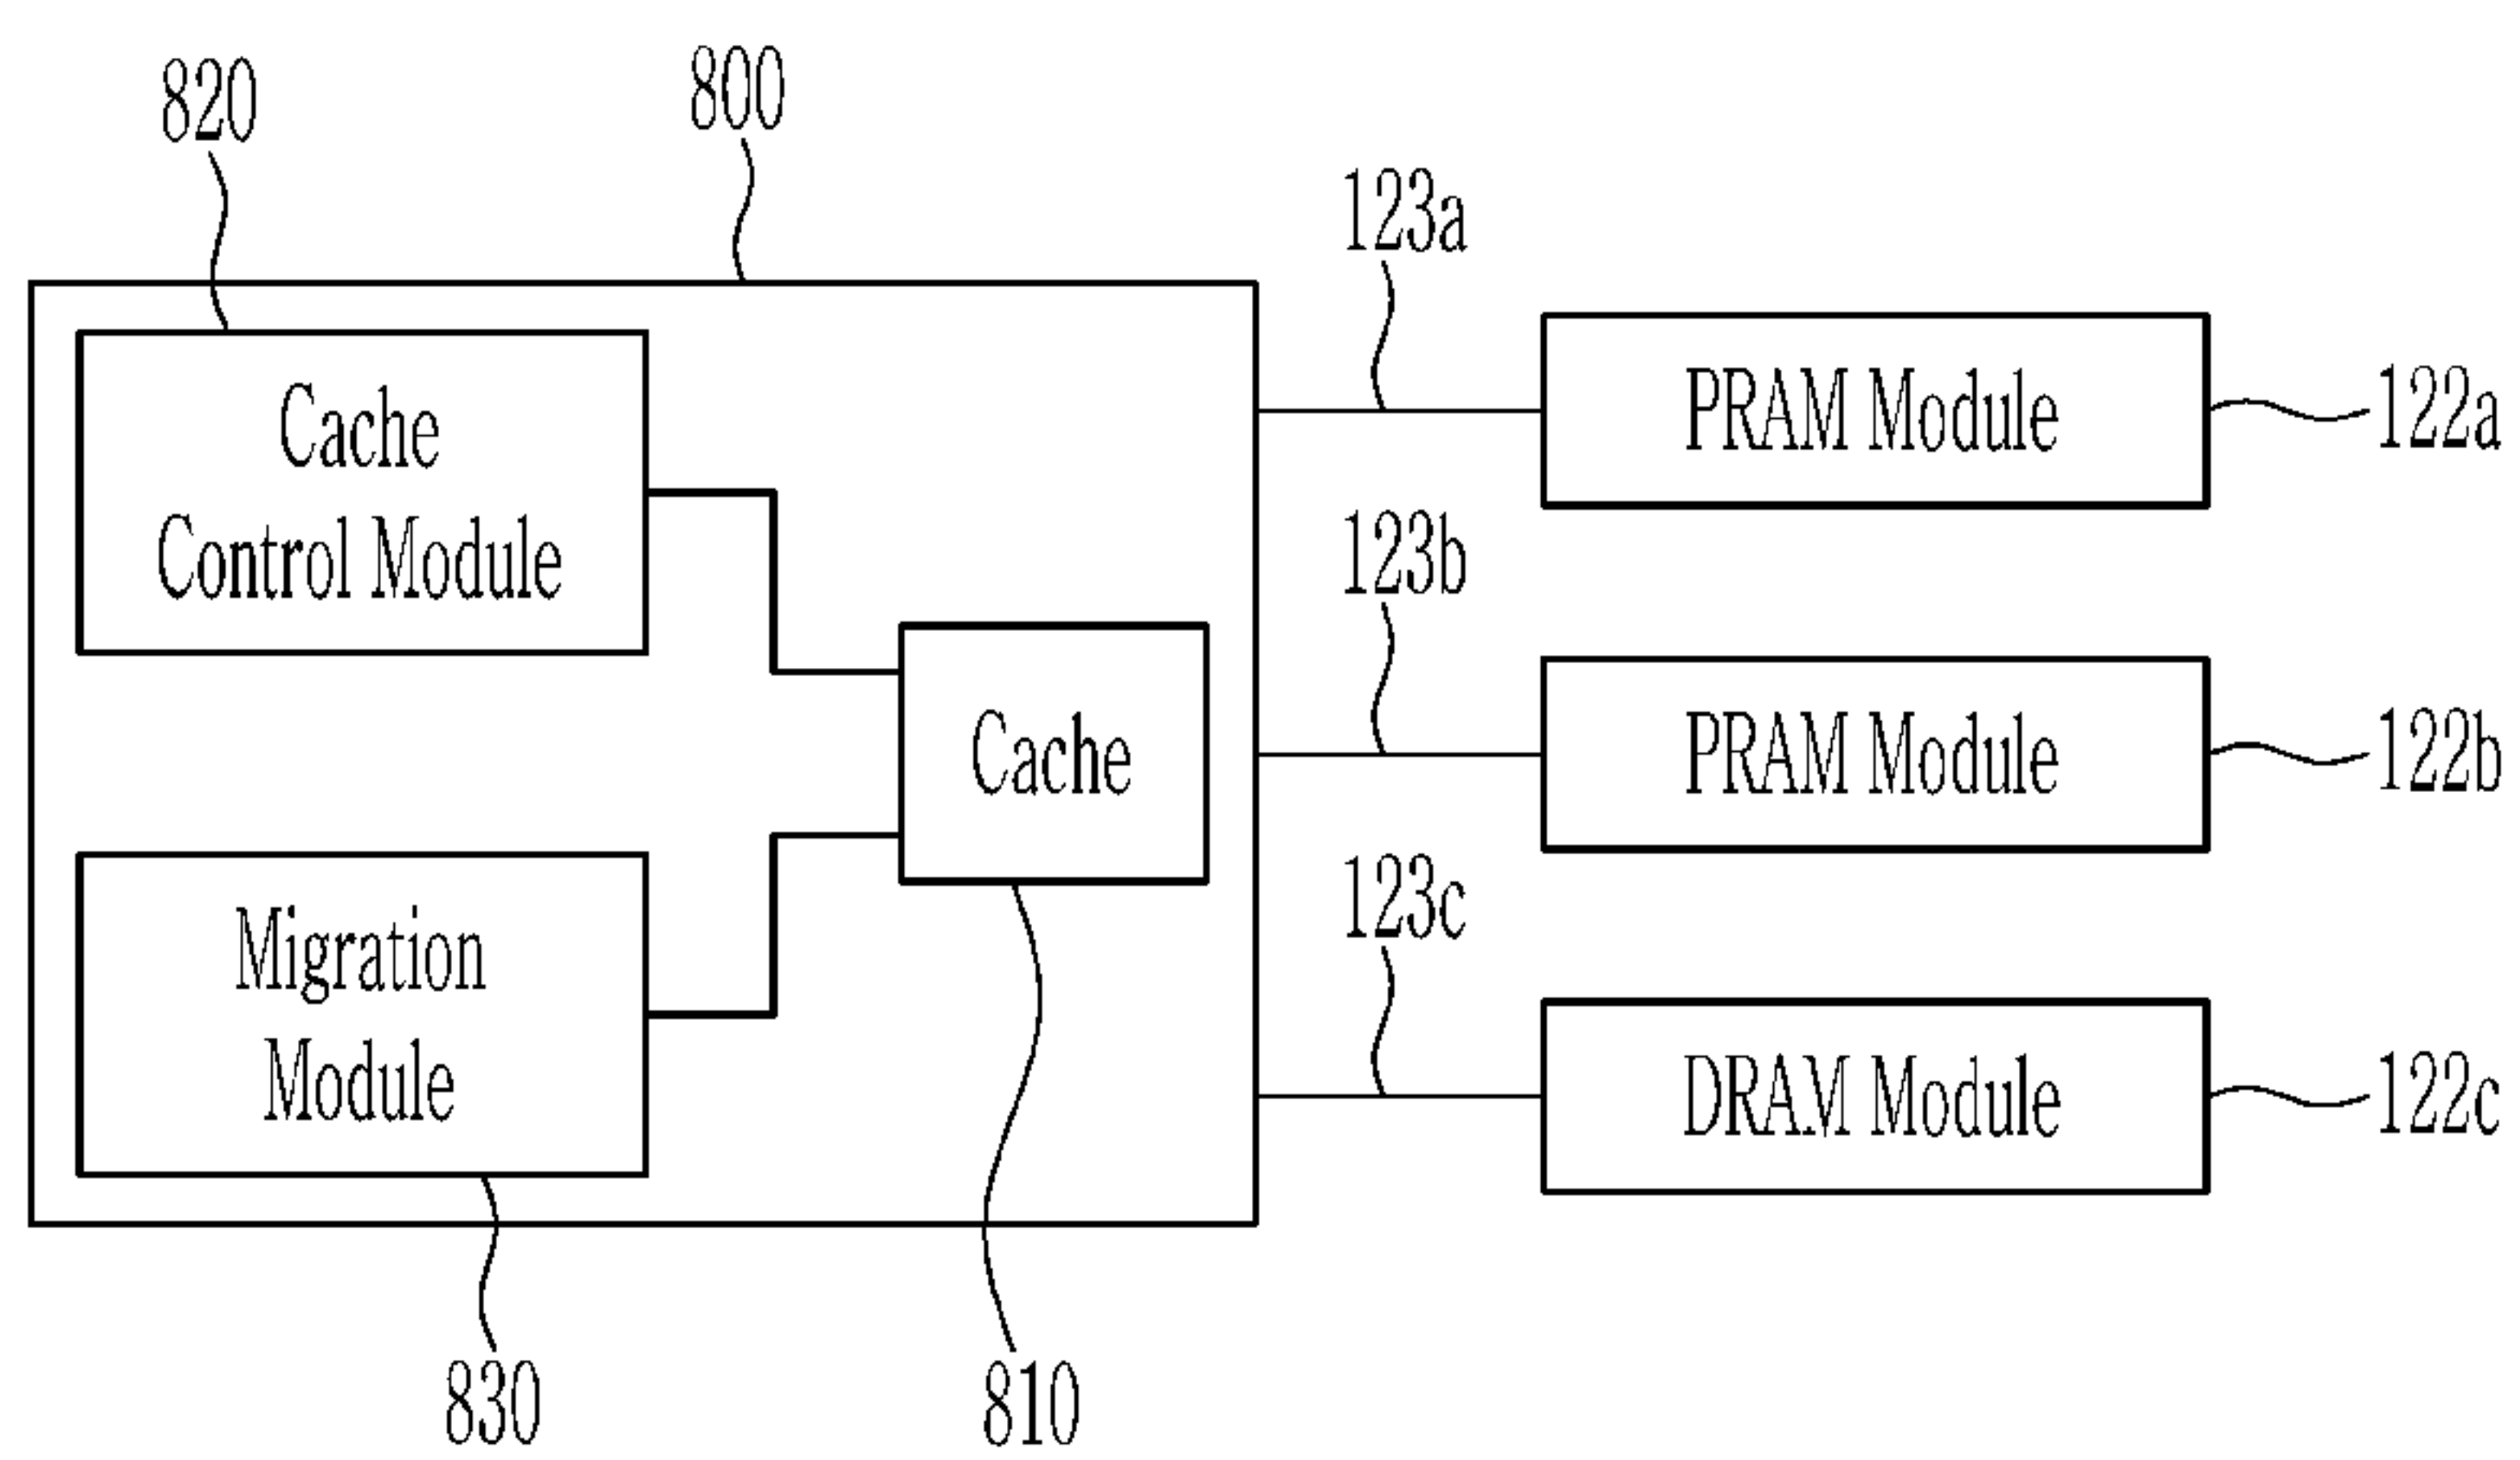 820
800
123a
Cache
Control Module
PRAM Module
122a
123b
Cache
PRAM Module
122b
123c
Migration
Module
DRAM Module
122c
830
810